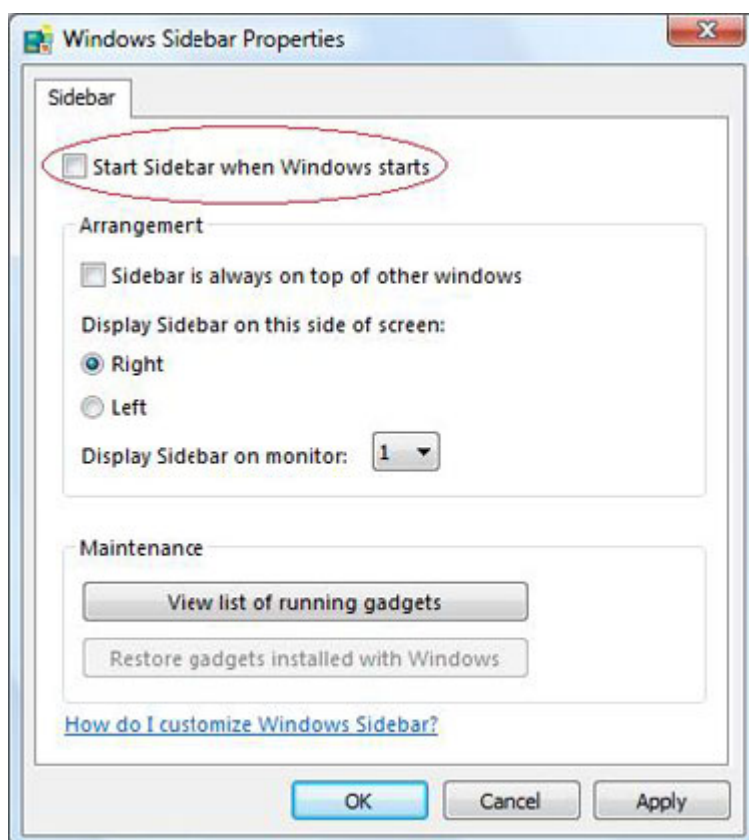 Windows Sidebar Properties
Sidebar
Start Sidebar when Windows starts
Arrangement
Sidebar is always on top of other windows
Display Sidebar on this side of screen:
Right
Left
Display Sidebar on monitor: 1
Maintenance
View list of running gadgets
Restore gadgets installed with Windows
How do I customize Windows Sidebar?
OK Cancel Apply